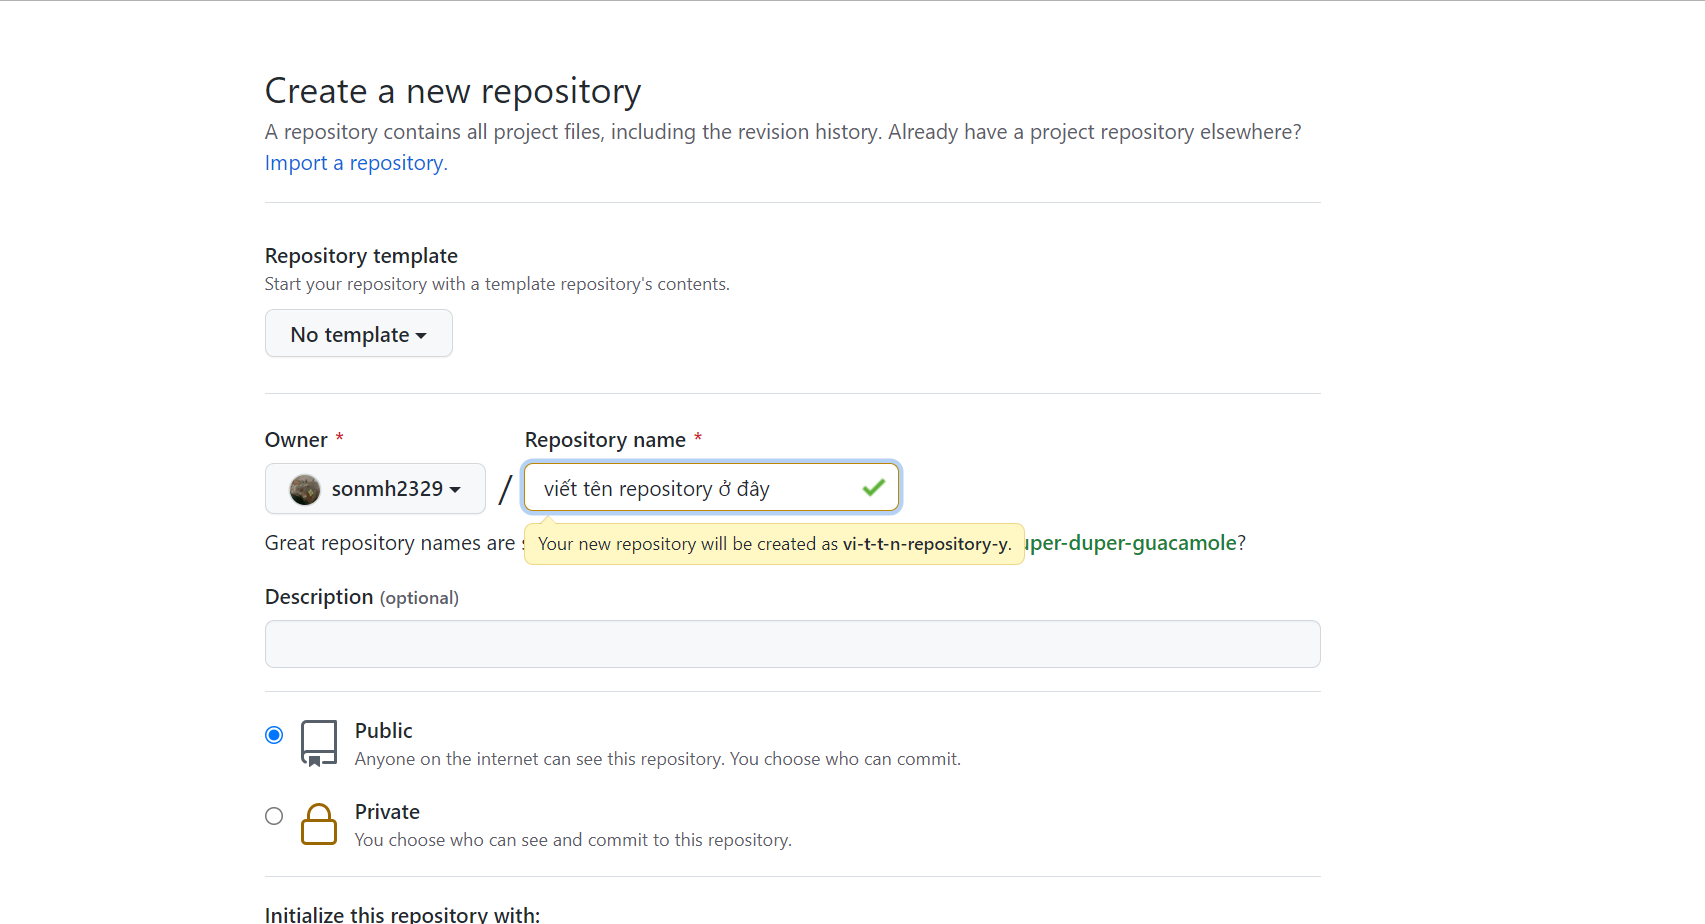 Create a new repository
A repository contains all project files, including the revision history. Already have a project repository elsewhere?
Import a repository.
Repository template
Start your repository with a template repository's contents.
No template
Owner *
Repository name *
sonmh2329 / viết tên repository ở đây
Great repository names are
Your new repository will be created as vi-t-t-n-repository-y.
uper-duper-guacamole?
Description (optional)
Public
Anyone on the internet can see this repository. You choose who can commit.
Private
You choose who can see and commit to this repository.
Initialize this repository with: